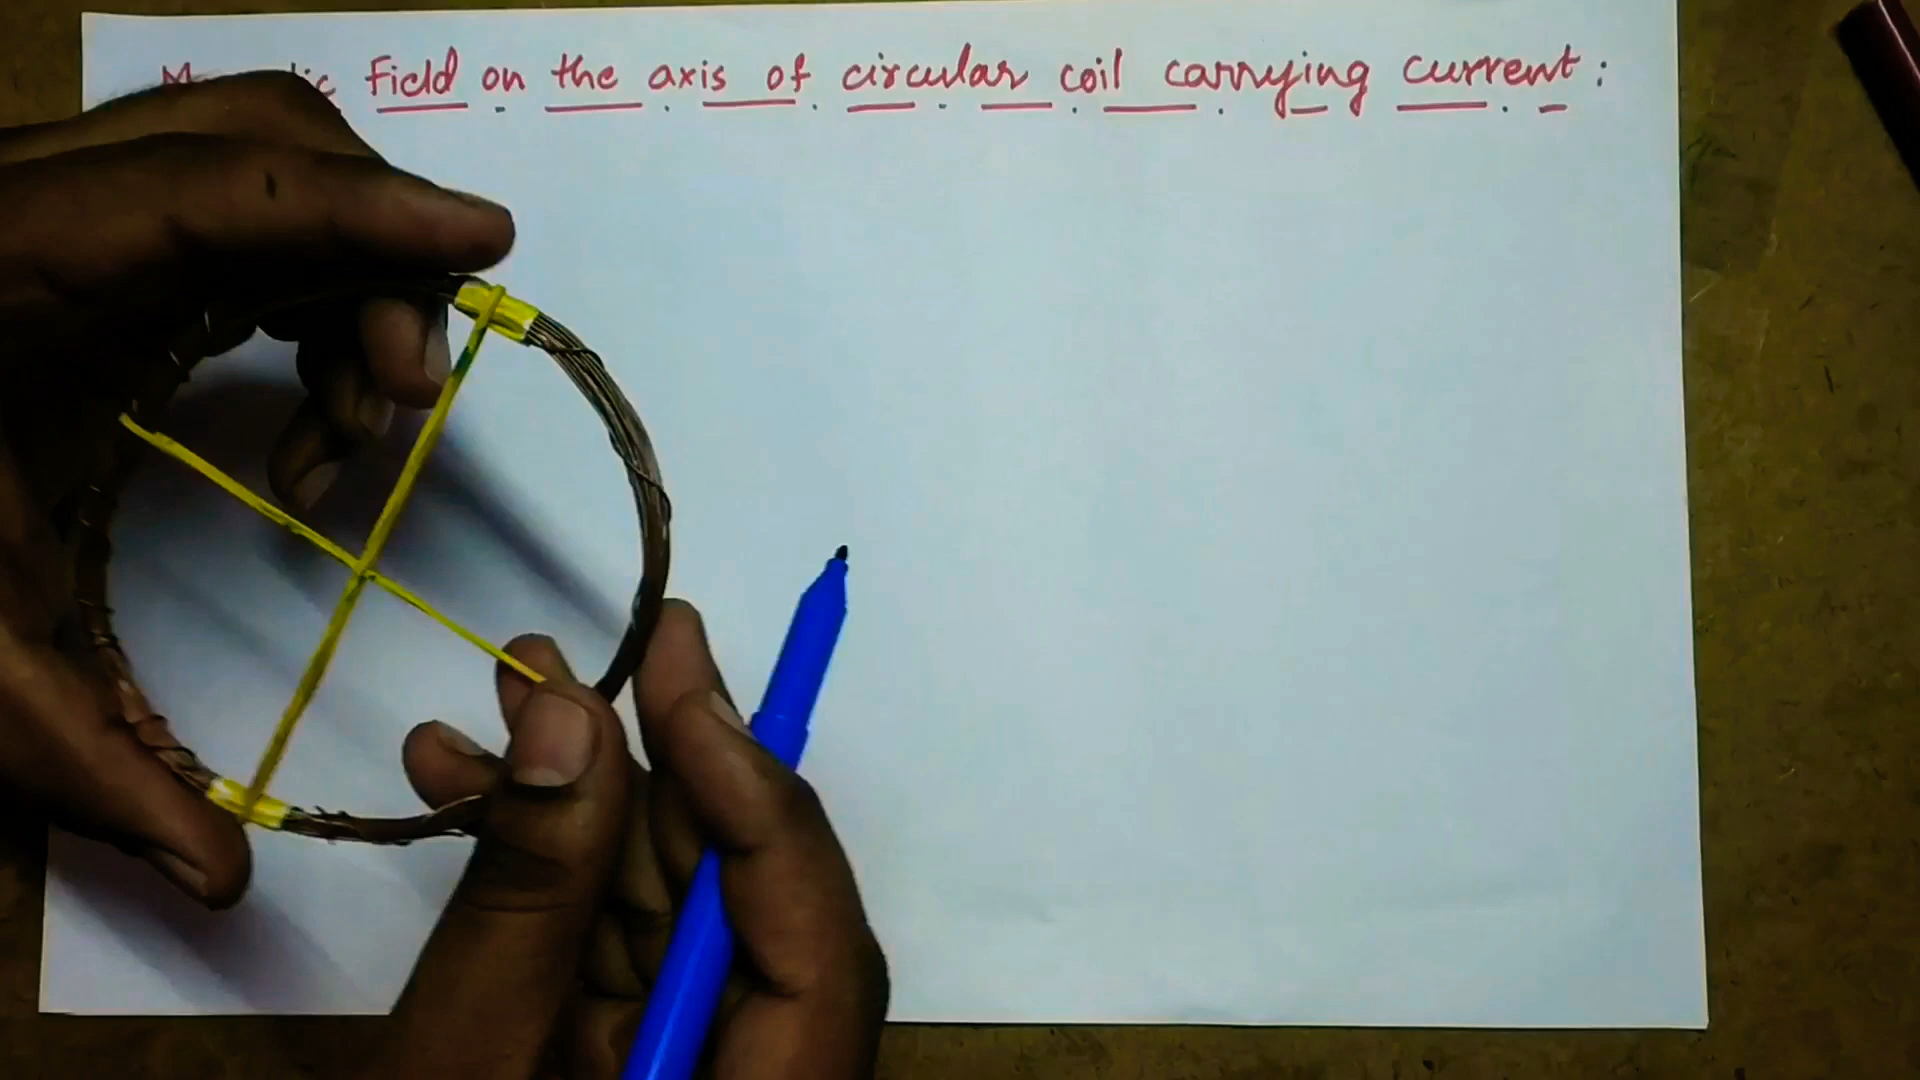 Field on the axis of circular coil carrying current: